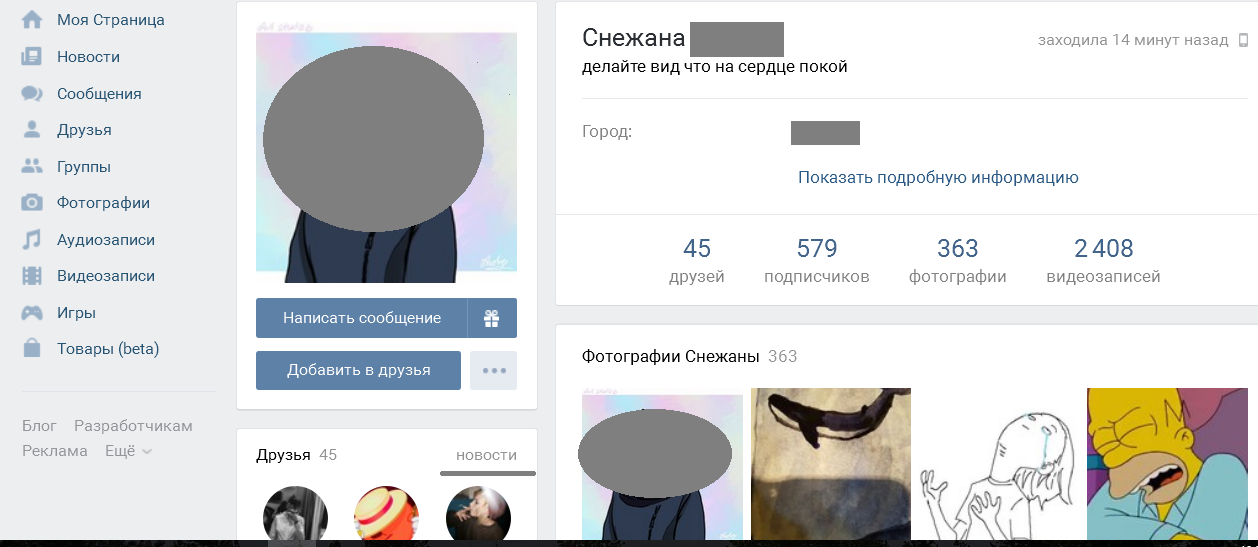 Моя Страница
Новости
Сообщения
Друзья
Группы
Фотографии
Аудиозаписи
Видеозаписи
Игры
Товары (beta)
Блог Разработчикам
Реклама Ещё
Написать сообщение
Добавить в друзья
Друзья 45 новости
Снежана
заходила 14 минут назад
делайте вид что на сердце покой
Город:
Показать подробную информацию
45 579 363 2 408
друзей подписчиков фотографии видеозаписей
Фотографии Снежаны 363